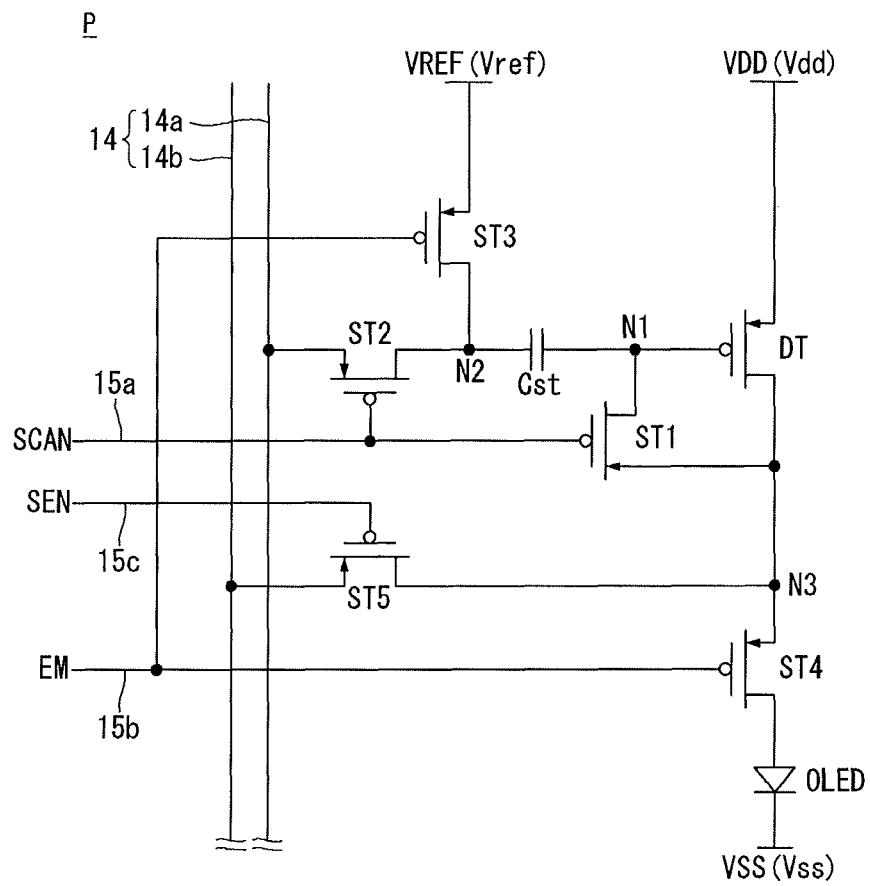 P
VREF(Vref)
VDD(Vdd)
14
14a
14b
ST3
ST2
N1
DT
N2
Cst
15a
SCAN
ST1
SEN
15c
ST5
N3
EM
ST4
15b
OLED
VSS(Vss)